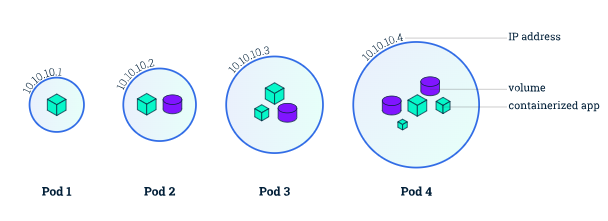 10.10.10.1
10.10.10.2
10.10.10.3
10.10.10.4
IP address
volume
containerized app
Pod 1
Pod 2
Pod 3
Pod 4